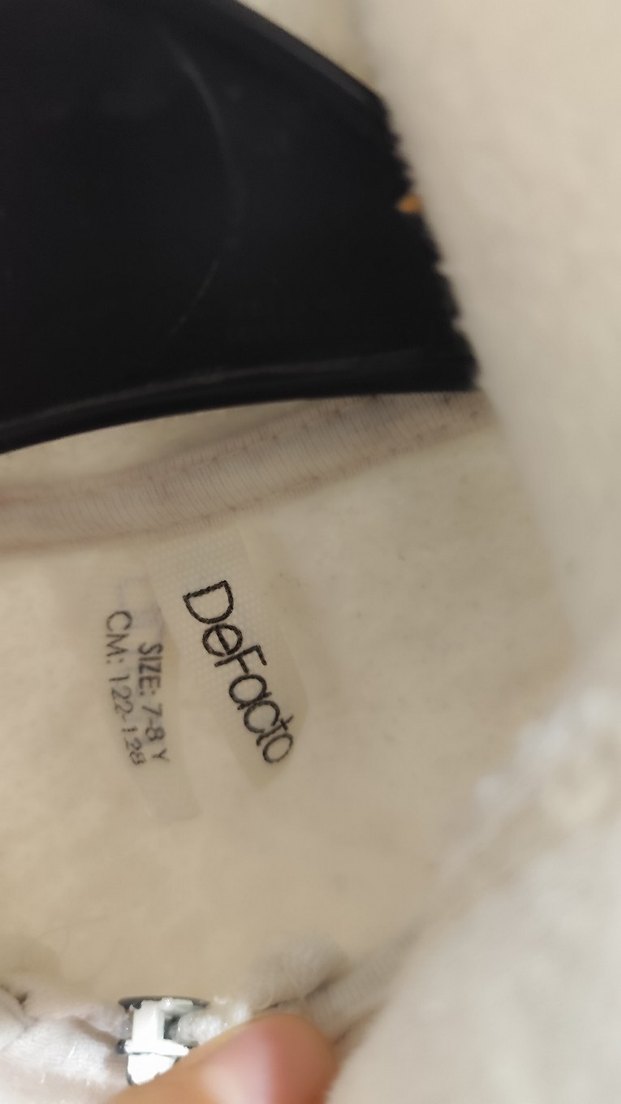 DeFacto
SIZE: 7-8 Y
CM: 122-128